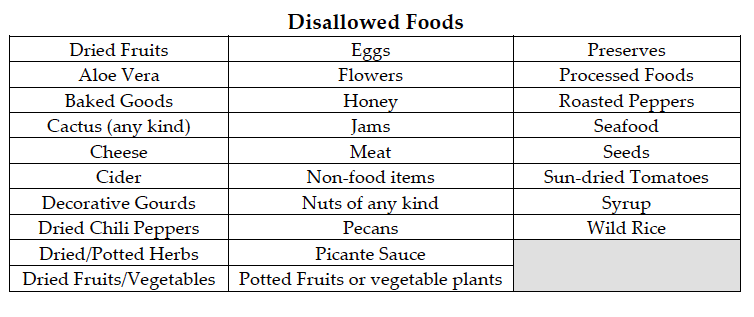 Disallowed Foods
Dried Fruits Eggs Preserves
Aloe Vera Flowers Processed Foods
Baked Goods Honey Roasted Peppers
Cactus (any kind) Jams Seafood
Cheese Meat Seeds
Cider Non-food items Sun-dried Tomatoes
Decorative Gourds Nuts of any kind Syrup
Dried Chili Peppers Pecans Wild Rice
Dried/Potted Herbs Picante Sauce
Dried Fruits/Vegetables Potted Fruits or vegetable plants